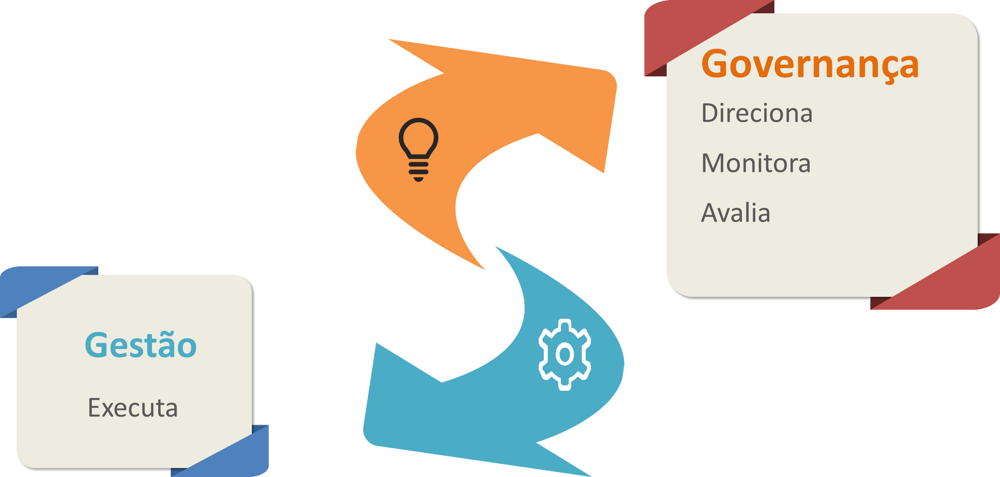 Governança
Direciona
Monitora
Avalia
Gestão
Executa